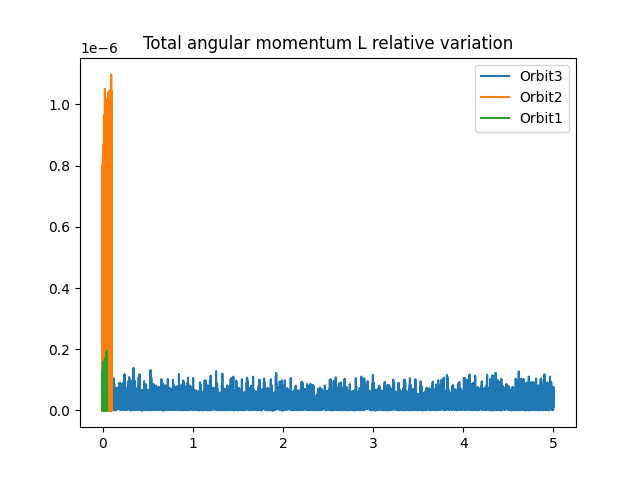 Total angular momentum L relative variation
1e−6
1.0
0.8
0.6
0.4
0.2
0.0
0 1 2 3 4 5
Orbit3
Orbit2
Orbit1